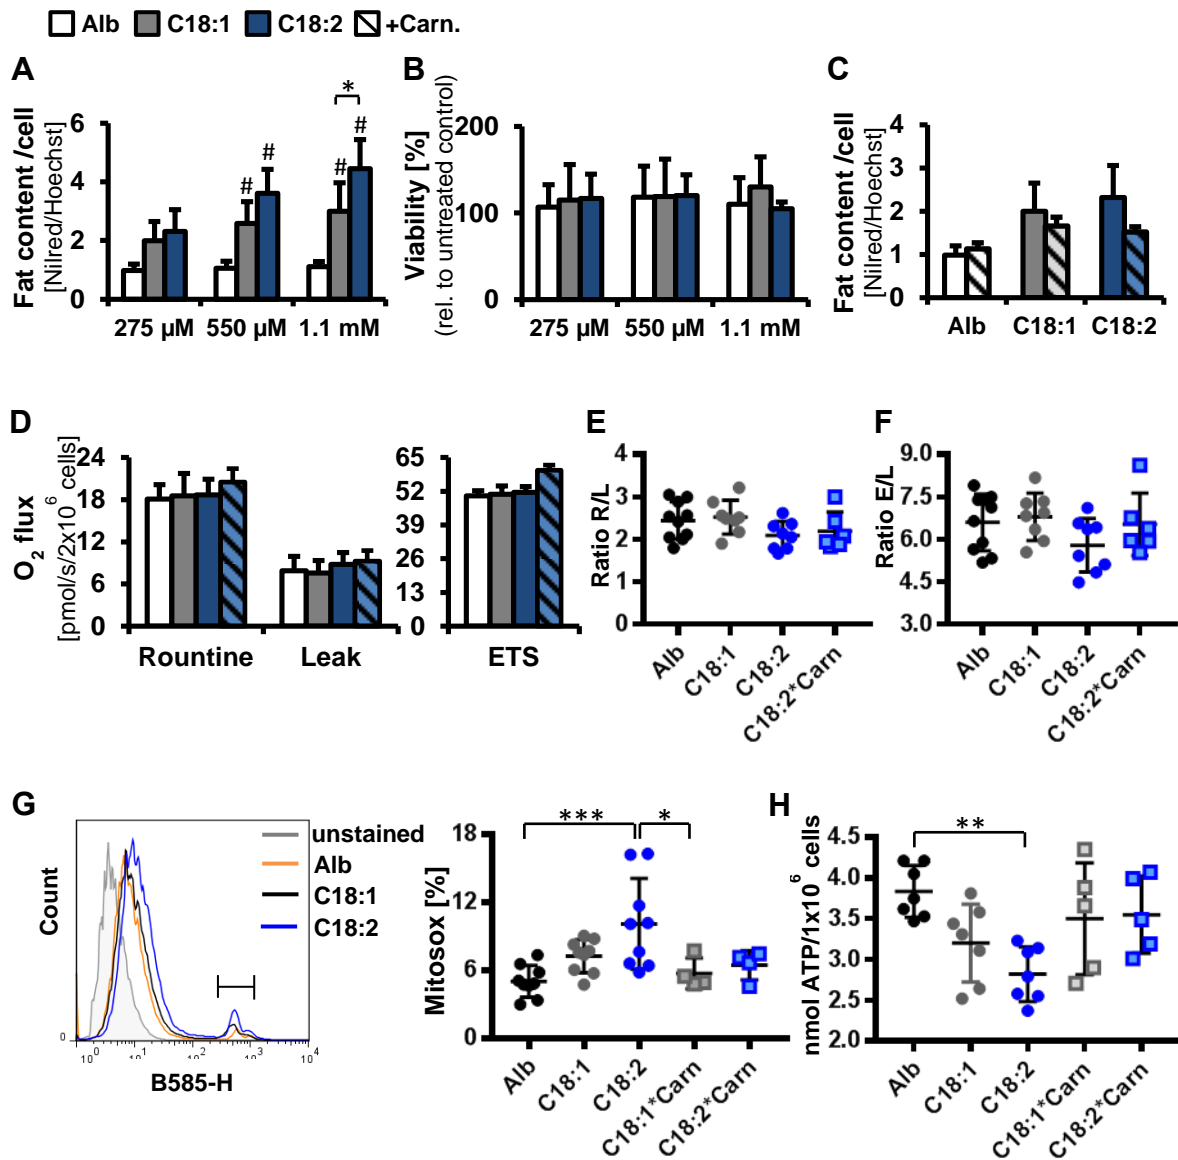 Alb C18:1 C18:2 +Carn.
A
Fat content /cell
[Nilred/Hoechst]
6
4
2
0
# # # #
*
275 µM 550 µM 1.1 mM
B
Viability [%]
(rel. to untreated control)
200
100
0
275 µM 550 µM 1.1 mM
C
Fat content /cell
[Nilred/Hoechst]
4
3
2
1
0
Alb C18:1 C18:2
D
O2 flux
[pmol/s/2x10^6 cells]
24
18
12
6
0
Rountine Leak
65
52
39
26
13
0
ETS
E
Ratio R/L
4
3
2
1
0
Alb
C18:1
C18:2
C18:2*Carn
F
Ratio E/L
9.0
7.5
6.0
4.5
3.0
Alb
C18:1
C18:2
C18:2*Carn
G
Count
0
10^0 10^1 10^2 10^3 10^4
B585-H
unstained
Alb
C18:1
C18:2
Mitosox [%]
18
12
6
0
*** *
Alb
C18:1
C18:2
C18:1*Carn
C18:2*Carn
H
nmol ATP/1x10^6 cells
4.5
4.0
3.5
3.0
2.5
2.0
**
Alb
C18:1
C18:2
C18:1*Carn
C18:2*Carn